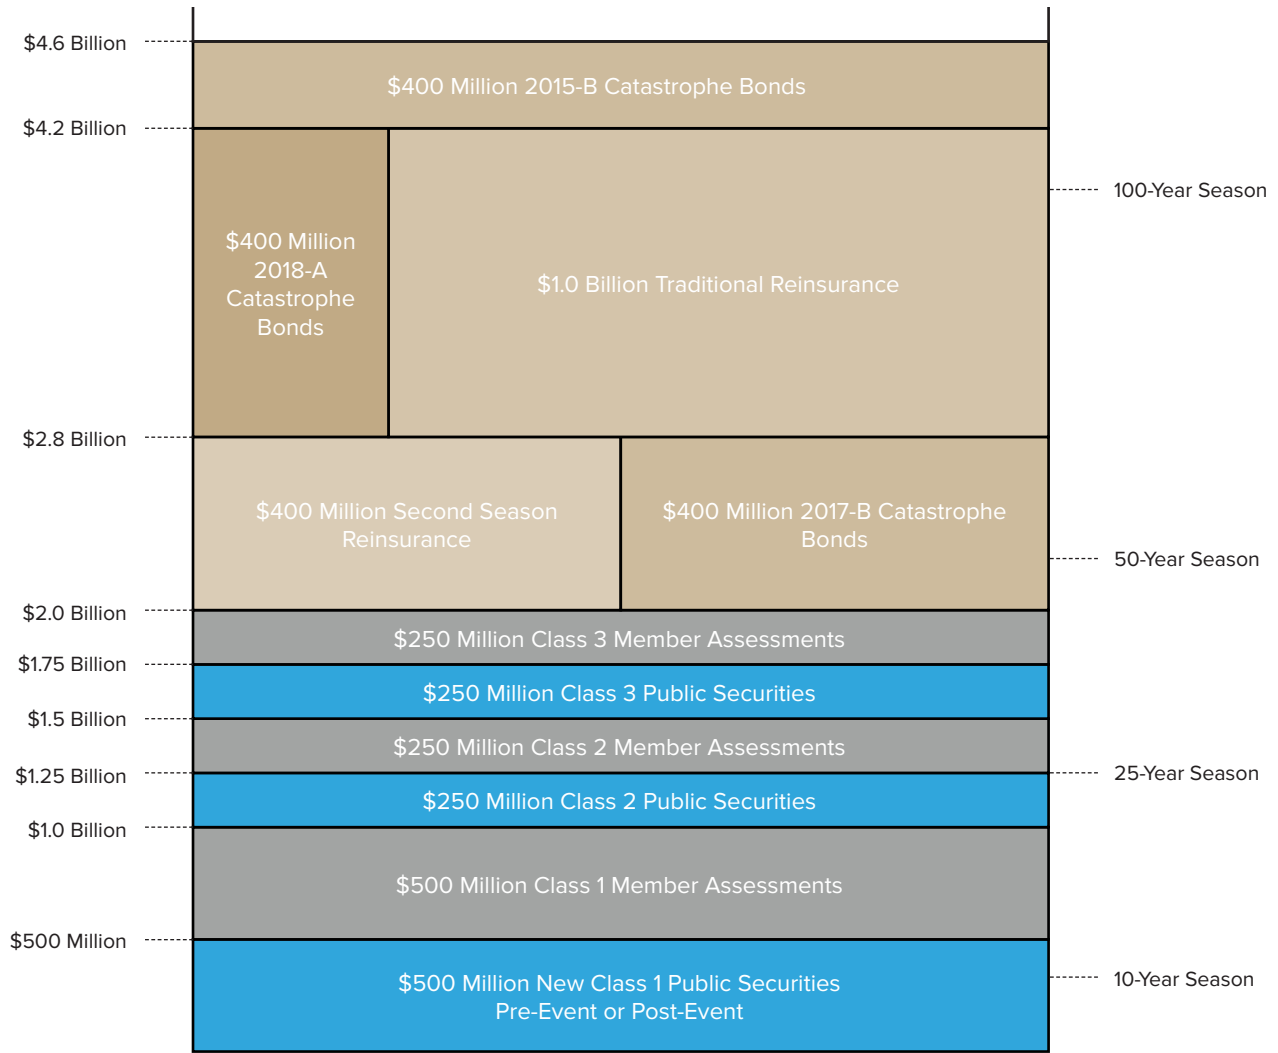 $4.6 Billion
$400 Million 2015-B Catastrophe Bonds
$4.2 Billion
100-Year Season
$400 Million
2018-A
Catastrophe
Bonds
$1.0 Billion Traditional Reinsurance
$2.8 Billion
$400 Million Second Season
Reinsurance
$400 Million 2017-B Catastrophe
Bonds
50-Year Season
$2.0 Billion
$250 Million Class 3 Member Assessments
$1.75 Billion
$250 Million Class 3 Public Securities
$1.5 Billion
$250 Million Class 2 Member Assessments
$1.25 Billion
25-Year Season
$250 Million Class 2 Public Securities
$1.0 Billion
$500 Million Class 1 Member Assessments
$500 Million
$500 Million New Class 1 Public Securities
Pre-Event or Post-Event
10-Year Season